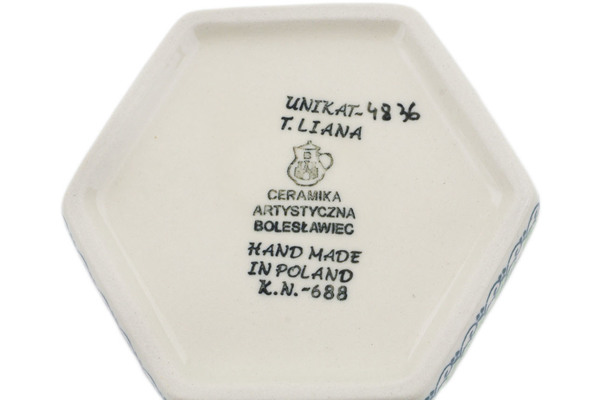 UNIKAT-4836
T. LIANA
CERAMIKA
ARTYSTYCZNA
BOLESŁAWIEC
HAND MADE
IN POLAND
K.N.-688